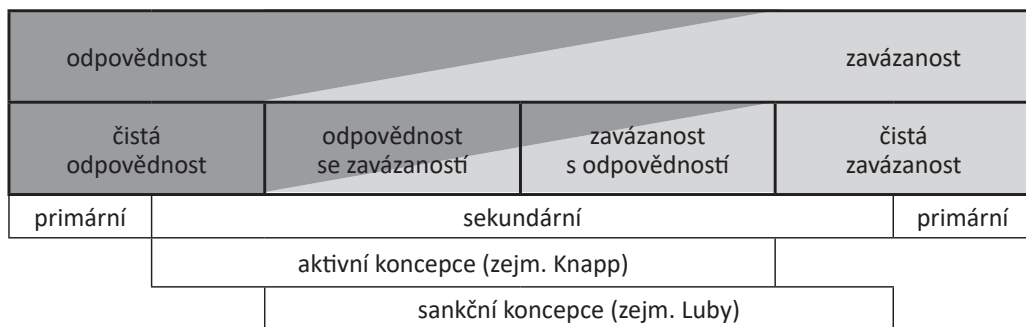 odpovědnost
zavázanost
čistá
odpovědnost
odpovědnost
se zavázaností
zavázanost
s odpovědností
čistá
zavázanost
primární
sekundární
primární
aktivní koncepce (zejm. Knapp)
sankční koncepce (zejm. Luby)